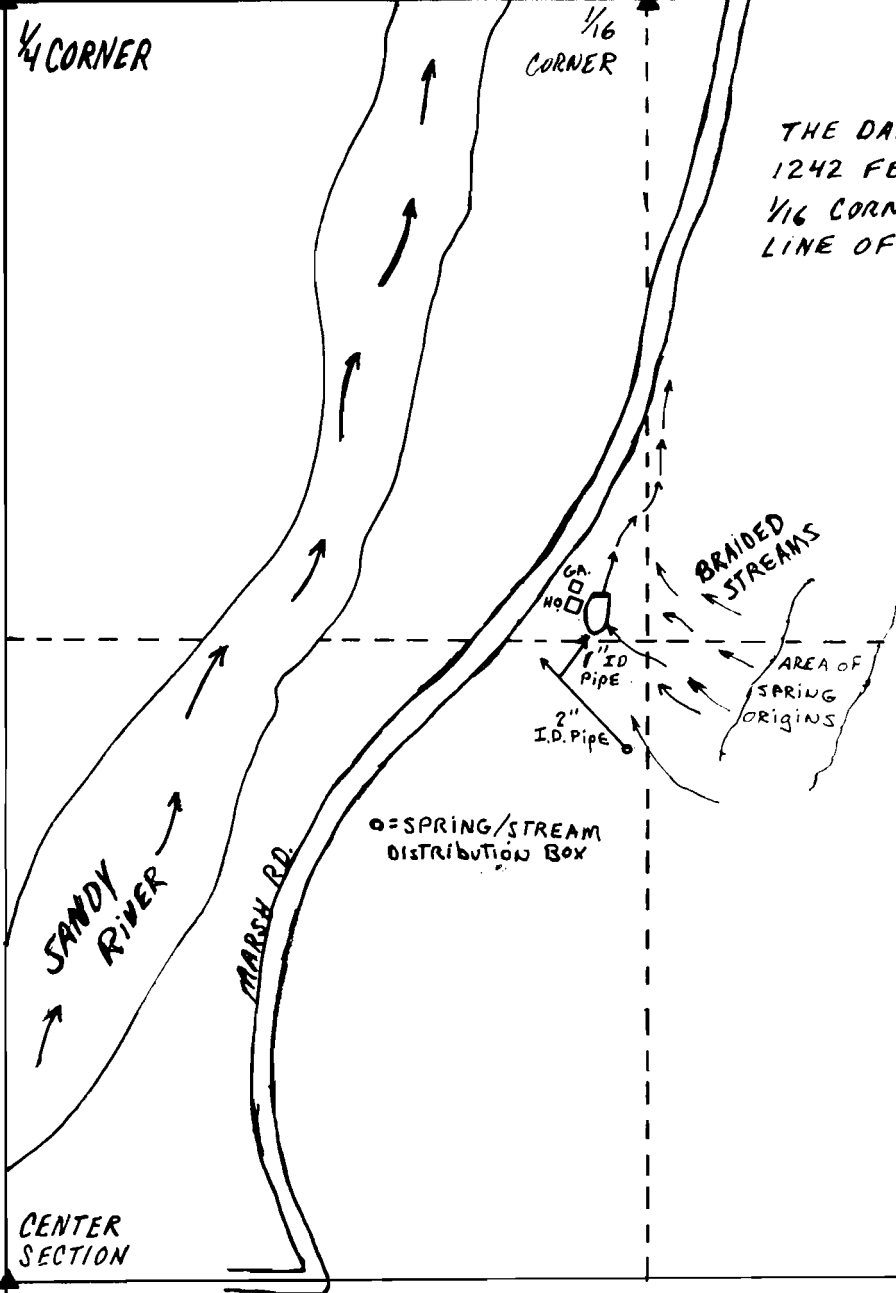 1/4 CORNER
1/16
CORNER
THE DA
1242 FE
1/16 CORN
LINE OF
BRAIDED
STREAMS
GA.
HO
1" ID
PIPE
AREA OF
SPRING
ORIGINS
2"
I.D. PIPE
o=SPRING/STREAM
DISTRIBUTION BOX
SANDY
RIVER
MARSH RD.
CENTER
SECTION